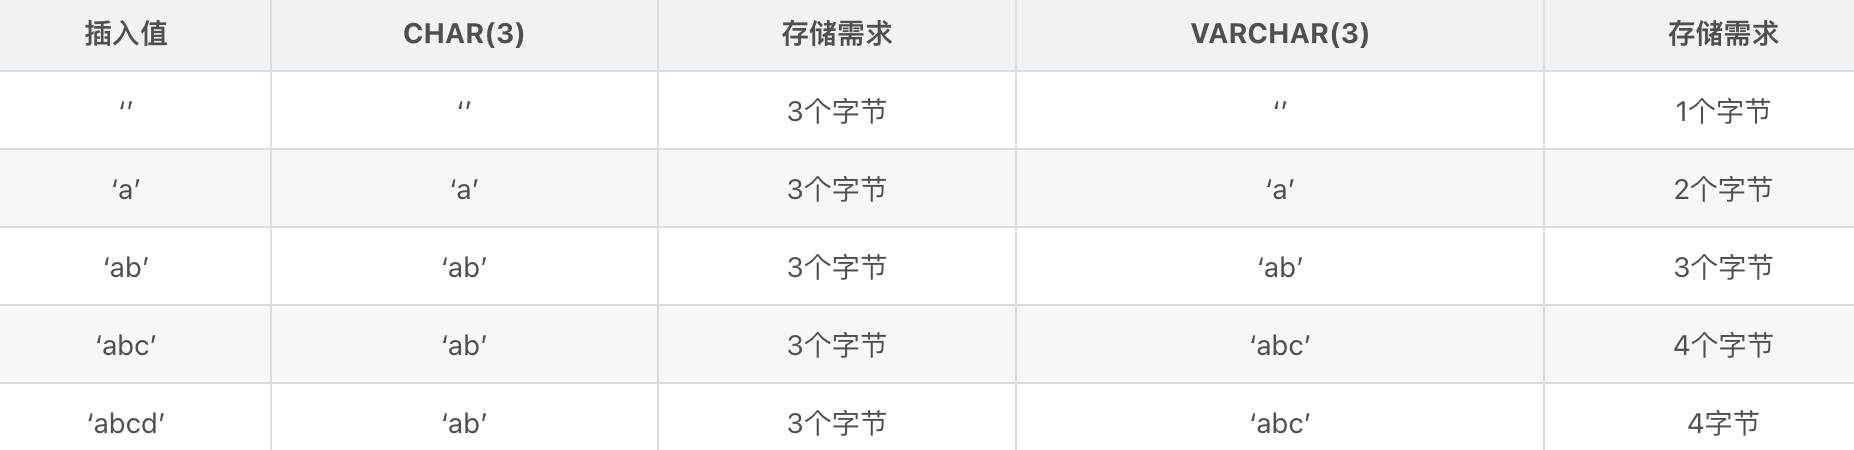 插入值 CHAR(3) 存储需求 VARCHAR(3) 存储需求
‘’ ‘’ 3个字节 ‘’ 1个字节
‘a’ ‘a’ 3个字节 ‘a’ 2个字节
‘ab’ ‘ab’ 3个字节 ‘ab’ 3个字节
‘abc’ ‘ab’ 3个字节 ‘abc’ 4个字节
‘abcd’ ‘ab’ 3个字节 ‘abc’ 4字节